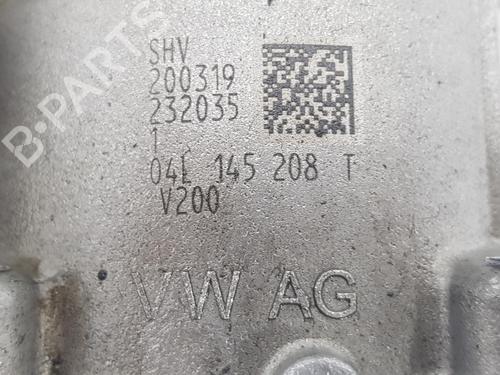 B-PARTS
SHV
200319
232035
1
04L 145 208 T
V200
VW AG